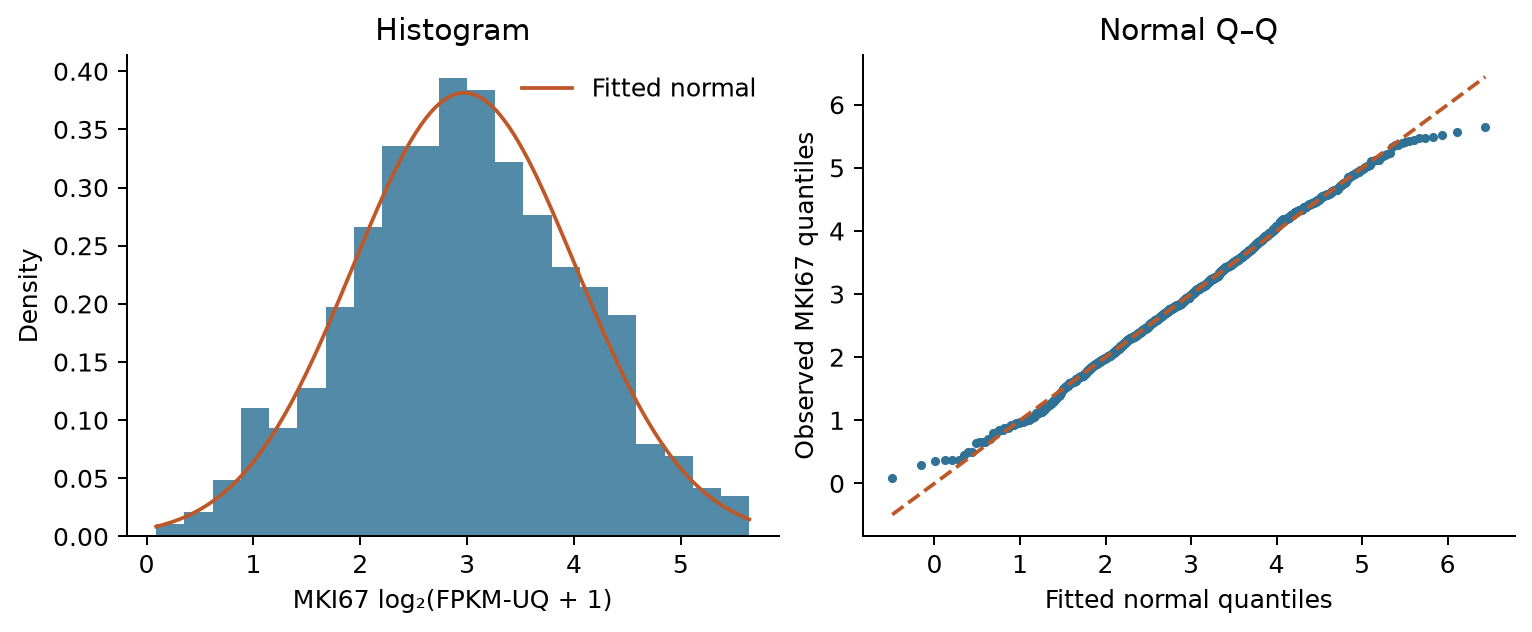 Histogram
Fitted normal
0.40
0.35
0.30
0.25
0.20
0.15
0.10
0.05
0.00
Density
0 1 2 3 4 5
MKI67 log₂(FPKM-UQ + 1)
Normal Q–Q
6
5
4
3
2
1
0
Observed MKI67 quantiles
0 1 2 3 4 5 6
Fitted normal quantiles